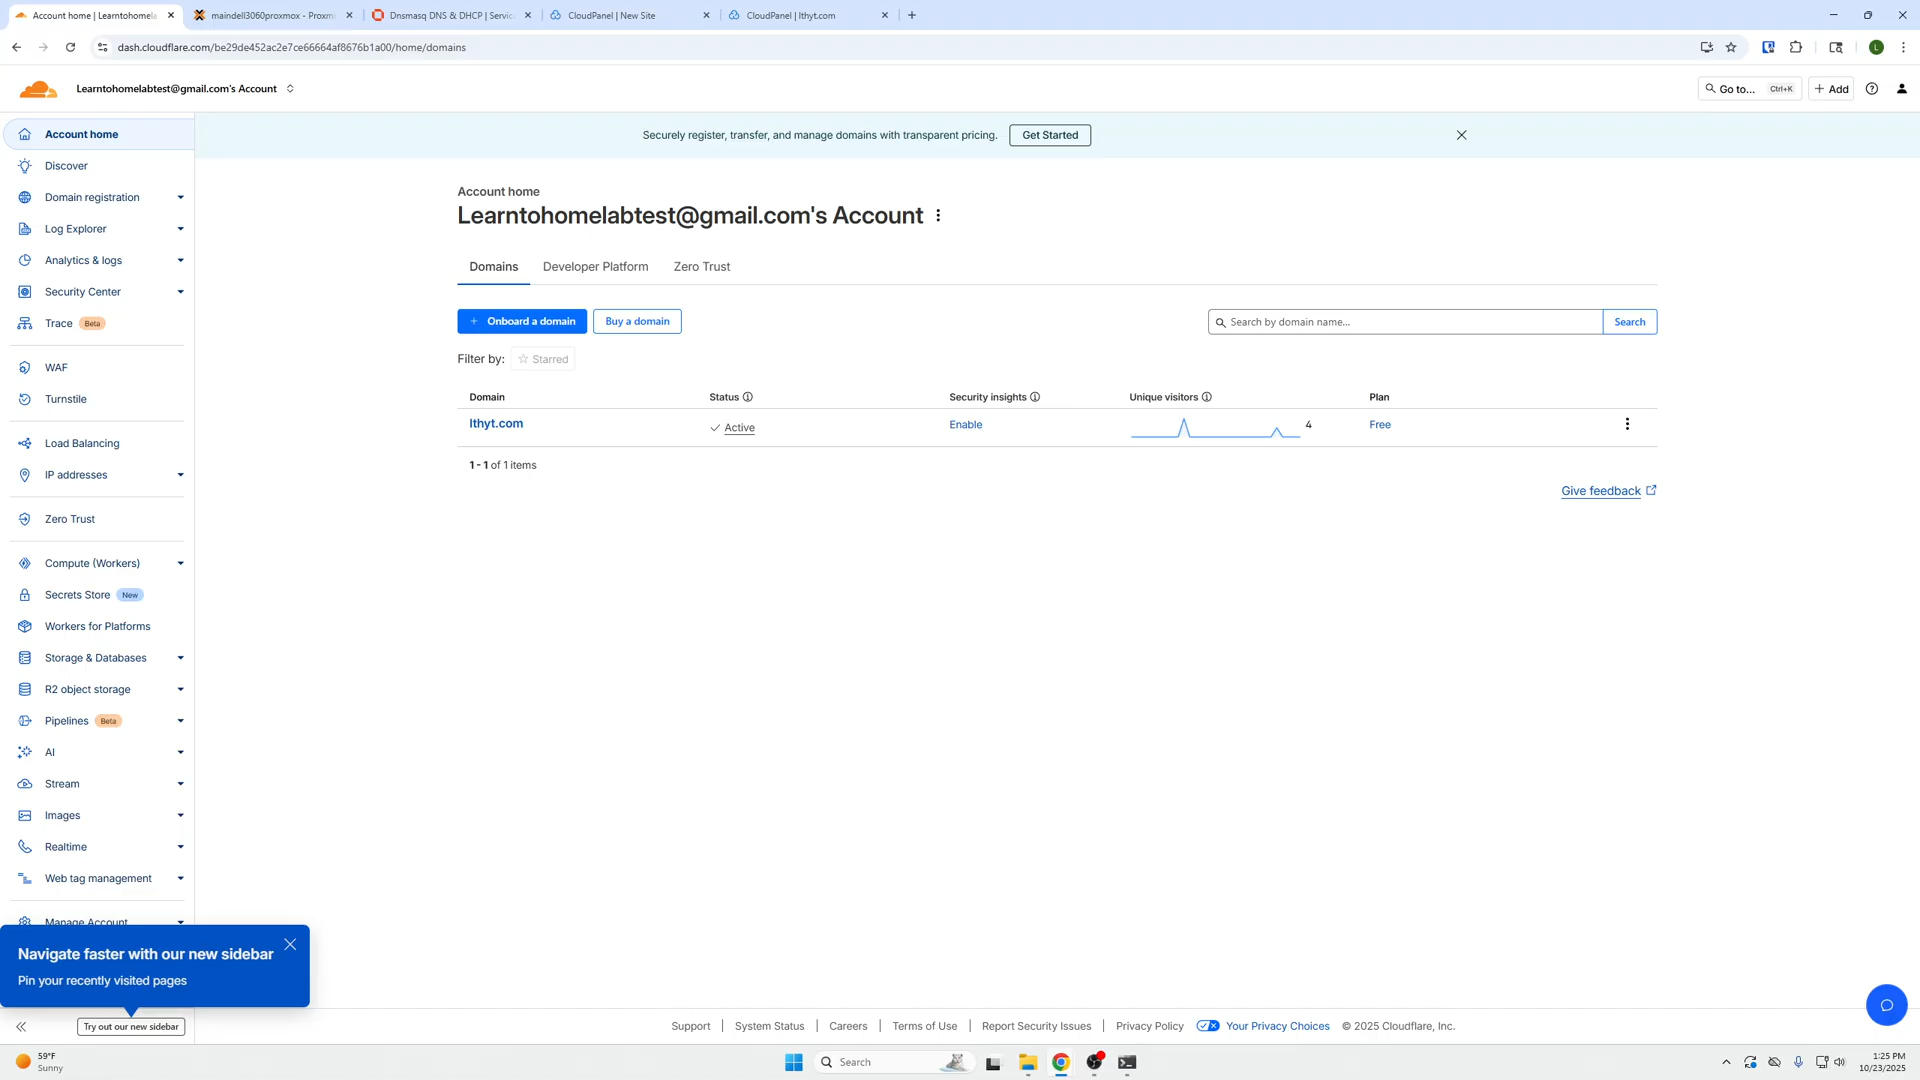 Account home | Learntohomela
maindell3060proxmox - Proxm
Dnsmasq DNS & DHCP | Servic
CloudPanel | New Site
CloudPanel | lthyt.com
dash.cloudflare.com/be29de452ac2e7ce66664af8676b1a00/home/domains
L
Learntohomelabtest@gmail.com's Account
Go to... Ctrl+K
+ Add
Securely register, transfer, and manage domains with transparent pricing.
Get Started
Account home
Discover
Domain registration
Log Explorer
Analytics & logs
Security Center
Trace Beta
WAF
Turnstile
Load Balancing
IP addresses
Zero Trust
Compute (Workers)
Secrets Store New
Workers for Platforms
Storage & Databases
R2 object storage
Pipelines Beta
AI
Stream
Images
Realtime
Web tag management
Manage Account
Navigate faster with our new sidebar
Pin your recently visited pages
Try out our new sidebar
Account home
Learntohomelabtest@gmail.com's Account
Domains Developer Platform Zero Trust
+ Onboard a domain
Buy a domain
Search by domain name...
Search
Filter by: Starred
Domain Status Security insights Unique visitors Plan
lthyt.com Active Enable 4 Free
1 - 1 of 1 items
Give feedback
Support System Status Careers Terms of Use Report Security Issues Privacy Policy Your Privacy Choices © 2025 Cloudflare, Inc.
59°F
Sunny
Search
1:25 PM
10/23/2025